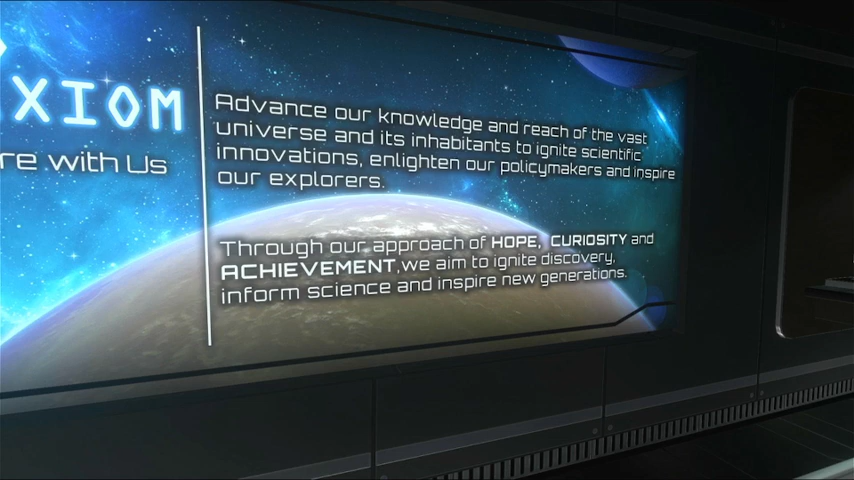 XIOM
re with Us
Advance our knowledge and reach of the vast
universe and its inhabitants to ignite scientific
innovations, enlighten our policymakers and inspire
our explorers.
Through our approach of HOPE, CURIOSITY and
ACHIEVEMENT, we aim to ignite discovery,
inform science and inspire new generations.